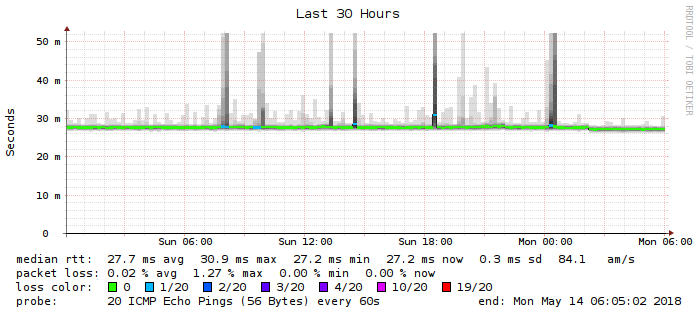 Last 30 Hours
RRDTOOL / TOBI OETIKER
Seconds
50 m
40 m
30 m
20 m
10 m
0
Sun 06:00 Sun 12:00 Sun 18:00 Mon 00:00 Mon 06:00
median rtt: 27.7 ms avg 30.9 ms max 27.2 ms min 27.2 ms now 0.3 ms sd 84.1 am/s
packet loss: 0.02 % avg 1.27 % max 0.00 % min 0.00 % now
loss color: 0 1/20 2/20 3/20 4/20 10/20 19/20
probe: 20 ICMP Echo Pings (56 Bytes) every 60s end: Mon May 14 06:05:02 2018